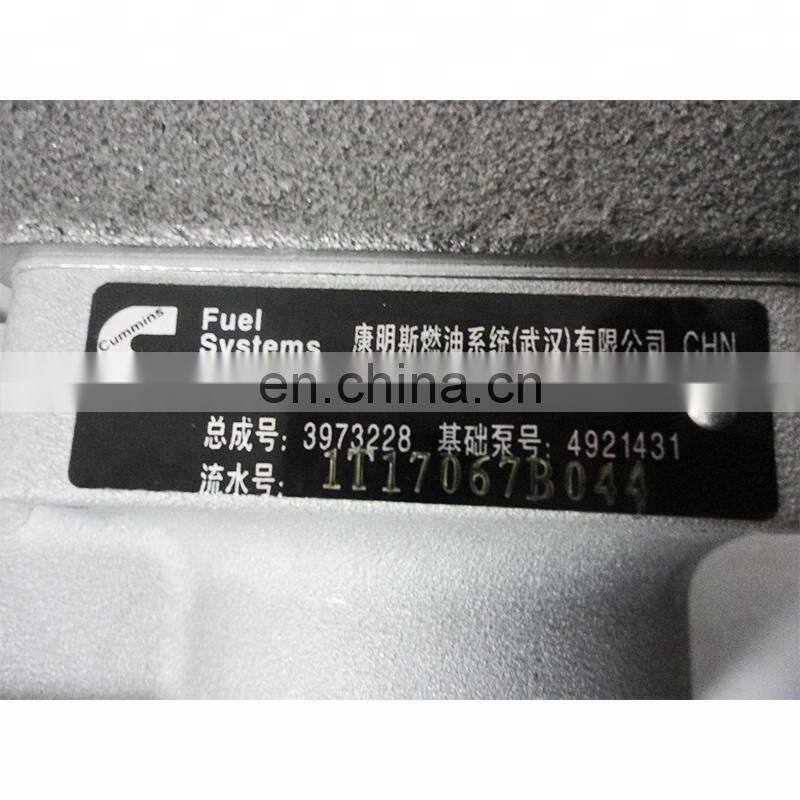 Cummins
Fuel
Systems
康明斯燃油系统(武汉)有限公司 CHN
en.china.cn
总成号: 3973228 基础泵号: 4921431
流水号: 1T17067B044